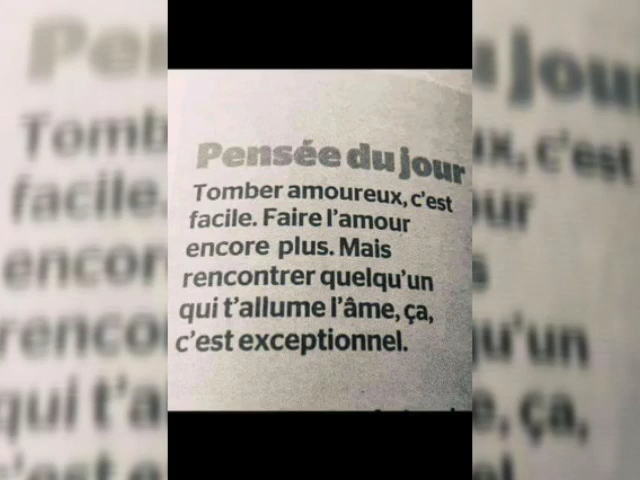 Pensée du jour
Tomber amoureux, c'est
facile. Faire l'amour
encore plus. Mais
rencontrer quelqu'un
qui t'allume l'âme, ça,
c'est exceptionnel.